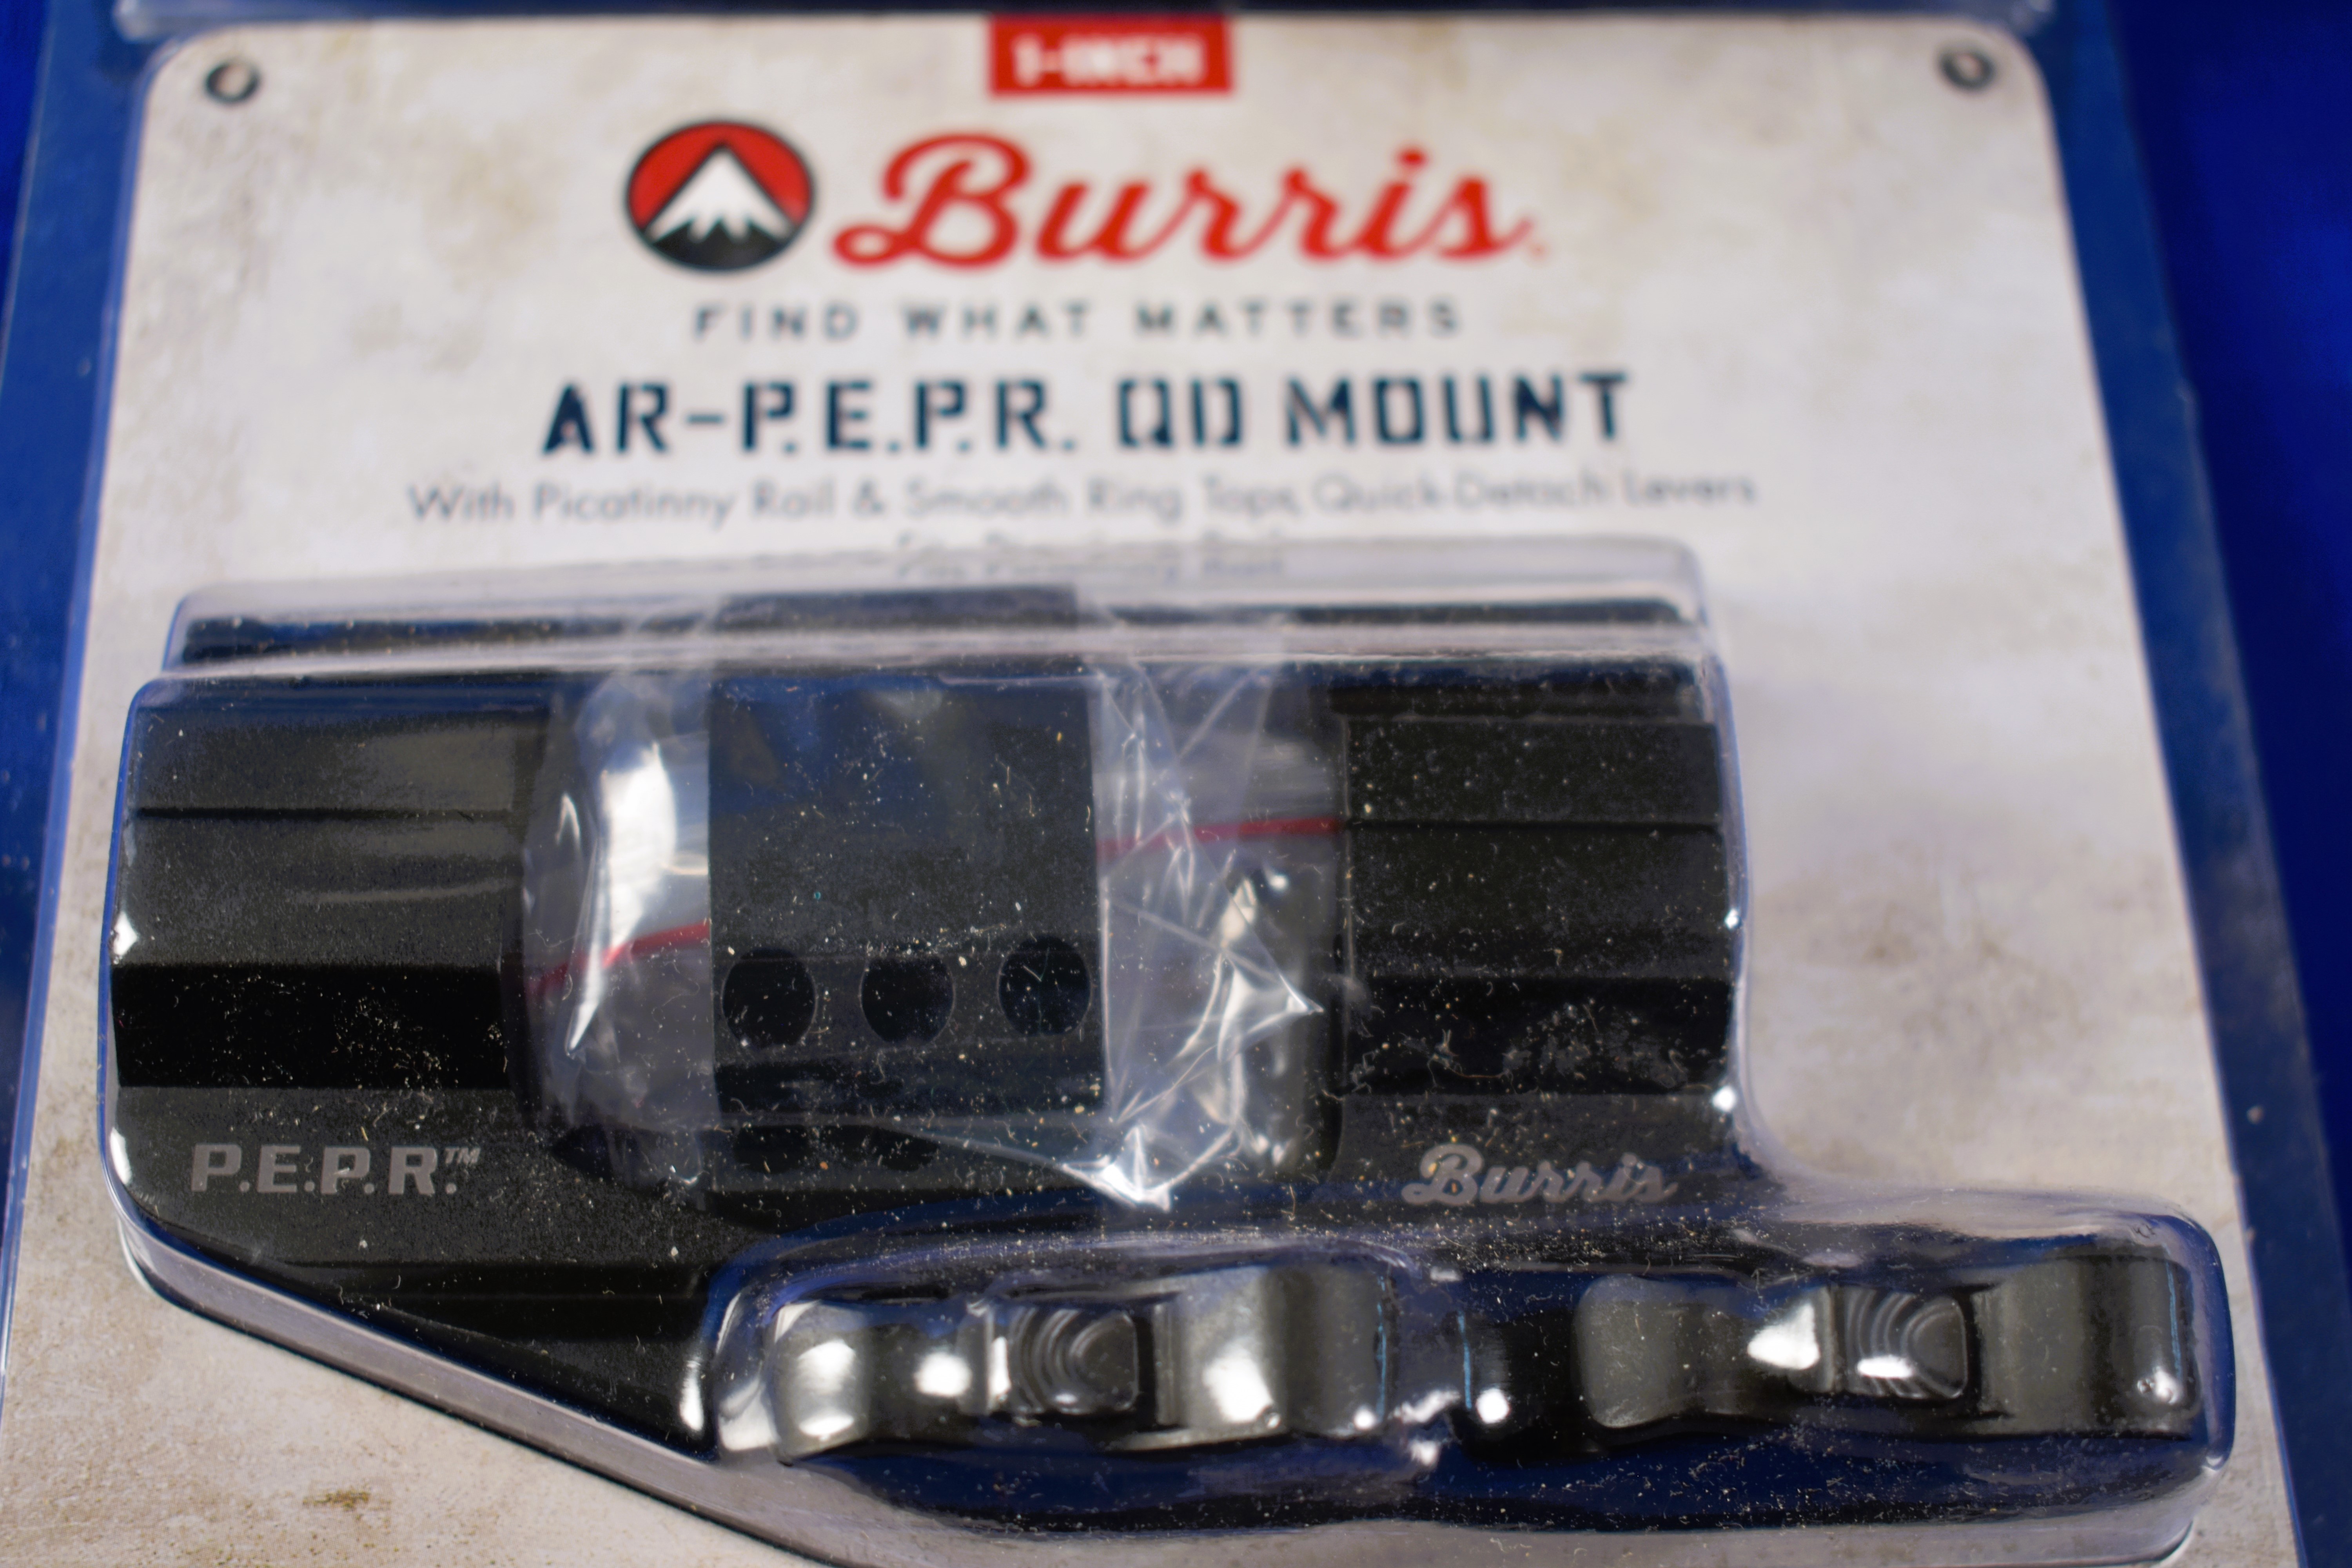 1-INCH
Burris
FIND WHAT MATTERS
AR-P.E.P.R. QD MOUNT
With Picatinny Rail & Smooth Ring Tops, Quick-Detach Levers
P.E.P.R.™
Burris